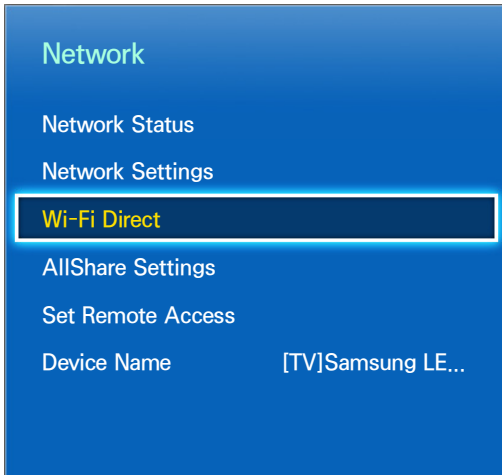 Network
Network Status
Network Settings
Wi-Fi Direct
AllShare Settings
Set Remote Access
Device Name [TV]Samsung LE...